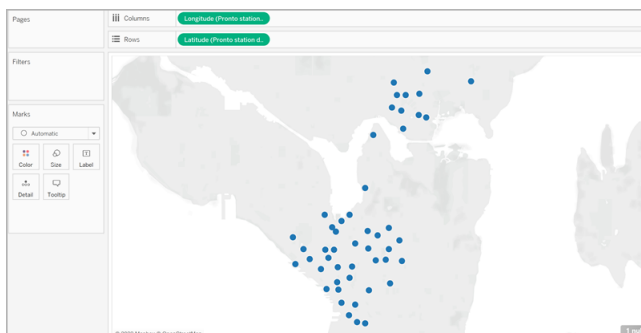 Pages
Columns
Longitude (Pronto station..
Rows
Latitude (Pronto station d..
Filters
Marks
Automatic
Color
Size
Label
Detail
Tooltip